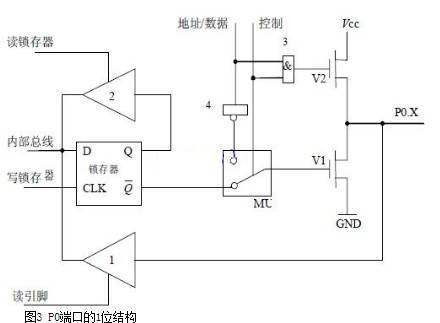 地址/数据 控制
Vcc
读锁存器
3
&
V2
2
4
P0.X
内部总线
D Q
锁存器
V1
写锁存器
CLK Q
MU
GND
1
读引脚
图3 P0端口的1位结构